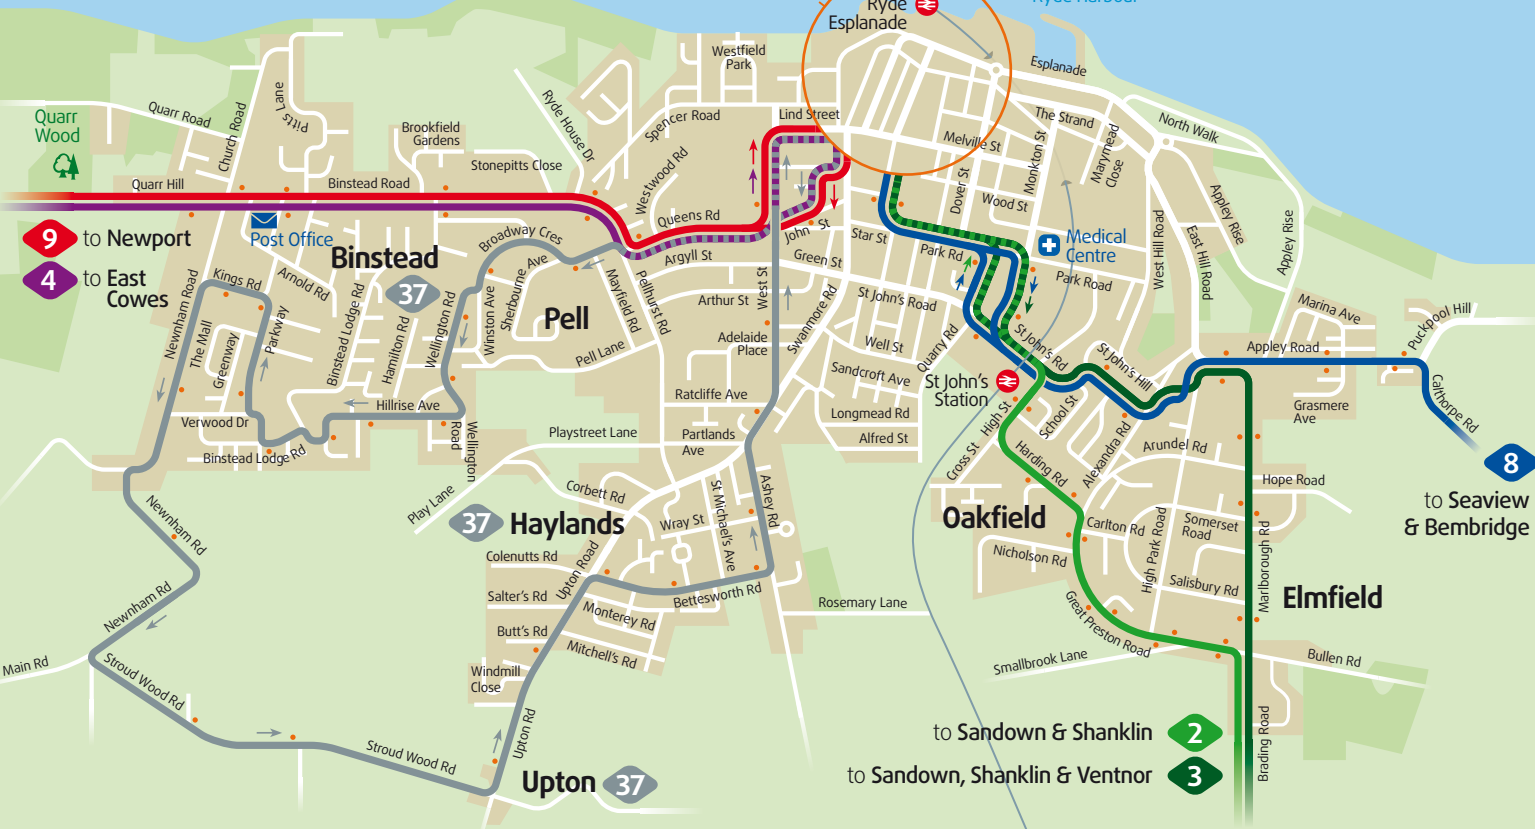 Ryde
Esplanade
Ryde Harbour
Westfield
Park
Esplanade
Quarr
Wood
Quarr Road
Church Road
Pitts Lane
Brookfield
Gardens
Stonepitts Close
Ryde House Dr
Spencer Road
Lind Street
Westwood Rd
Melville St
The Strand
Monkton St
Marymead
Close
North Walk
Quarr Hill
Binstead Road
Queens Rd
John St
Dover St
Wood St
Appley Rise
Appley Rise
West Hill Road
East Hill Road
9 to Newport
4 to East
Cowes
Post Office
Binstead
37
Broadway Cres
Argyll St
Star St
Park Rd
Medical
Centre
Park Road
Green St
Newnham Road
Kings Rd
Arnold Rd
Parkway
The Mall
Greenway
Binstead Lodge Rd
Hamilton Rd
Wellington Rd
Winston Ave
Sherbourne Ave
Pell
Mayfield Rd
Pellhurst Rd
Pell Lane
Arthur St
West St
Adelaide
Place
Swanmore Rd
St John's Road
Well St
Quarry Rd
Sandcroft Ave
St John's Rd
St John's Hill
St John's
Station
Marina Ave
Puckpool Hill
Appley Road
Calthorpe Rd
Grasmere
Ave
8
to Seaview
& Bembridge
Verwood Dr
Hillrise Ave
Binstead Lodge Rd
Wellington
Road
Ratcliffe Ave
Playstreet Lane
Partlands
Ave
Longmead Rd
Alfred St
High St
School St
Cross St
Harding Rd
Alexandra Rd
Arundel Rd
Hope Road
Play Lane
Corbett Rd
37 Haylands
Wray St
St Michael's Ave
Ashey Rd
Oakfield
Carlton Rd
Somerset
Road
Nicholson Rd
High Park Road
Salisbury Rd
Marlborough Rd
Elmfield
Newnham Rd
Newnham Rd
Colenutts Rd
Upton Road
Salter's Rd
Bettesworth Rd
Monterey Rd
Butt's Rd
Mitchell's Rd
Rosemary Lane
Great Preston Road
Smallbrook Lane
Bullen Rd
Main Rd
Stroud Wood Rd
Windmill
Close
Upton Rd
Stroud Wood Rd
Upton 37
Brading Road
to Sandown & Shanklin 2
to Sandown, Shanklin & Ventnor 3